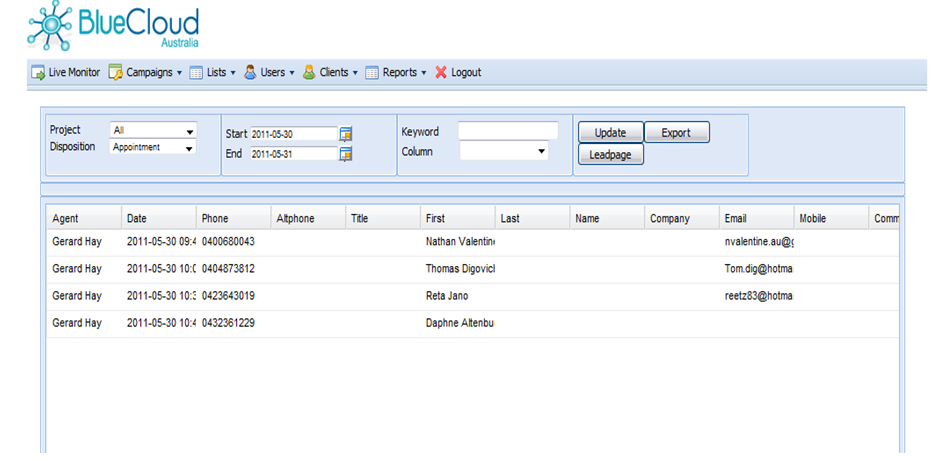 BlueCloud
Australia
Live Monitor Campaigns Lists Users Clients Reports Logout
Project All Start 2011-05-30 Keyword Update Export
Disposition Appointment End 2011-05-31 Column Leadpage
Agent Date Phone Altphone Title First Last Name Company Email Mobile Comm
Gerard Hay 2011-05-30 09:4 0400680043 Nathan Valentin nvalentine.au@g
Gerard Hay 2011-05-30 10:0 0404873812 Thomas Digovic Tom.dig@hotma
Gerard Hay 2011-05-30 10:3 0423643019 Reta Jano reetz83@hotma
Gerard Hay 2011-05-30 10:4 0432361229 Daphne Altenbu